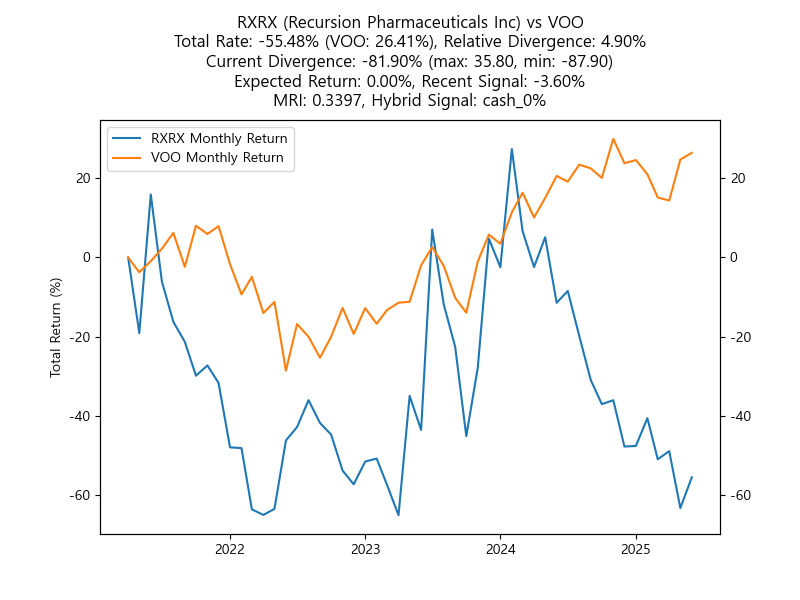 RXRX (Recursion Pharmaceuticals Inc) vs VOO
Total Rate: -55.48% (VOO: 26.41%), Relative Divergence: 4.90%
Current Divergence: -81.90% (max: 35.80, min: -87.90)
Expected Return: 0.00%, Recent Signal: -3.60%
MRI: 0.3397, Hybrid Signal: cash_0%
RXRX Monthly Return
VOO Monthly Return
Total Return (%)
20
0
-20
-40
-60
20
0
-20
-40
-60
2022
2023
2024
2025